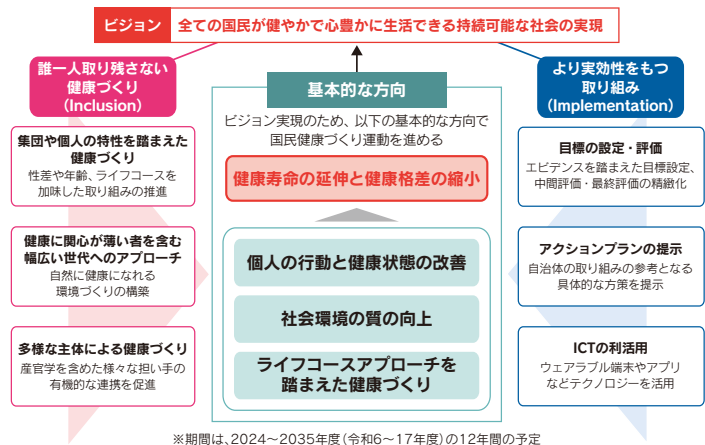 ビジョン 全ての国民が健やかで心豊かに生活できる持続可能な社会の実現
誰一人取り残さない
健康づくり
(Inclusion)
集団や個人の特性を踏まえた
健康づくり
性差や年齢、ライフコースを
加味した取り組みの推進
健康に関心が薄い者を含む
幅広い世代へのアプローチ
自然に健康になれる
環境づくりの構築
多様な主体による健康づくり
産官学を含めた様々な担い手の
有機的な連携を促進
基本的な方向
ビジョン実現のため、以下の基本的な方向で
国民健康づくり運動を進める
健康寿命の延伸と健康格差の縮小
個人の行動と健康状態の改善
社会環境の質の向上
ライフコースアプローチを
踏まえた健康づくり
より実効性をもつ
取り組み
(Implementation)
目標の設定・評価
エビデンスを踏まえた目標設定、
中間評価・最終評価の精緻化
アクションプランの提示
自治体の取り組みの参考となる
具体的な方策を提示
ICTの利活用
ウェアラブル端末やアプリ
などテクノロジーを活用
※期間は、2024～2035年度(令和6～17年度)の12年間の予定